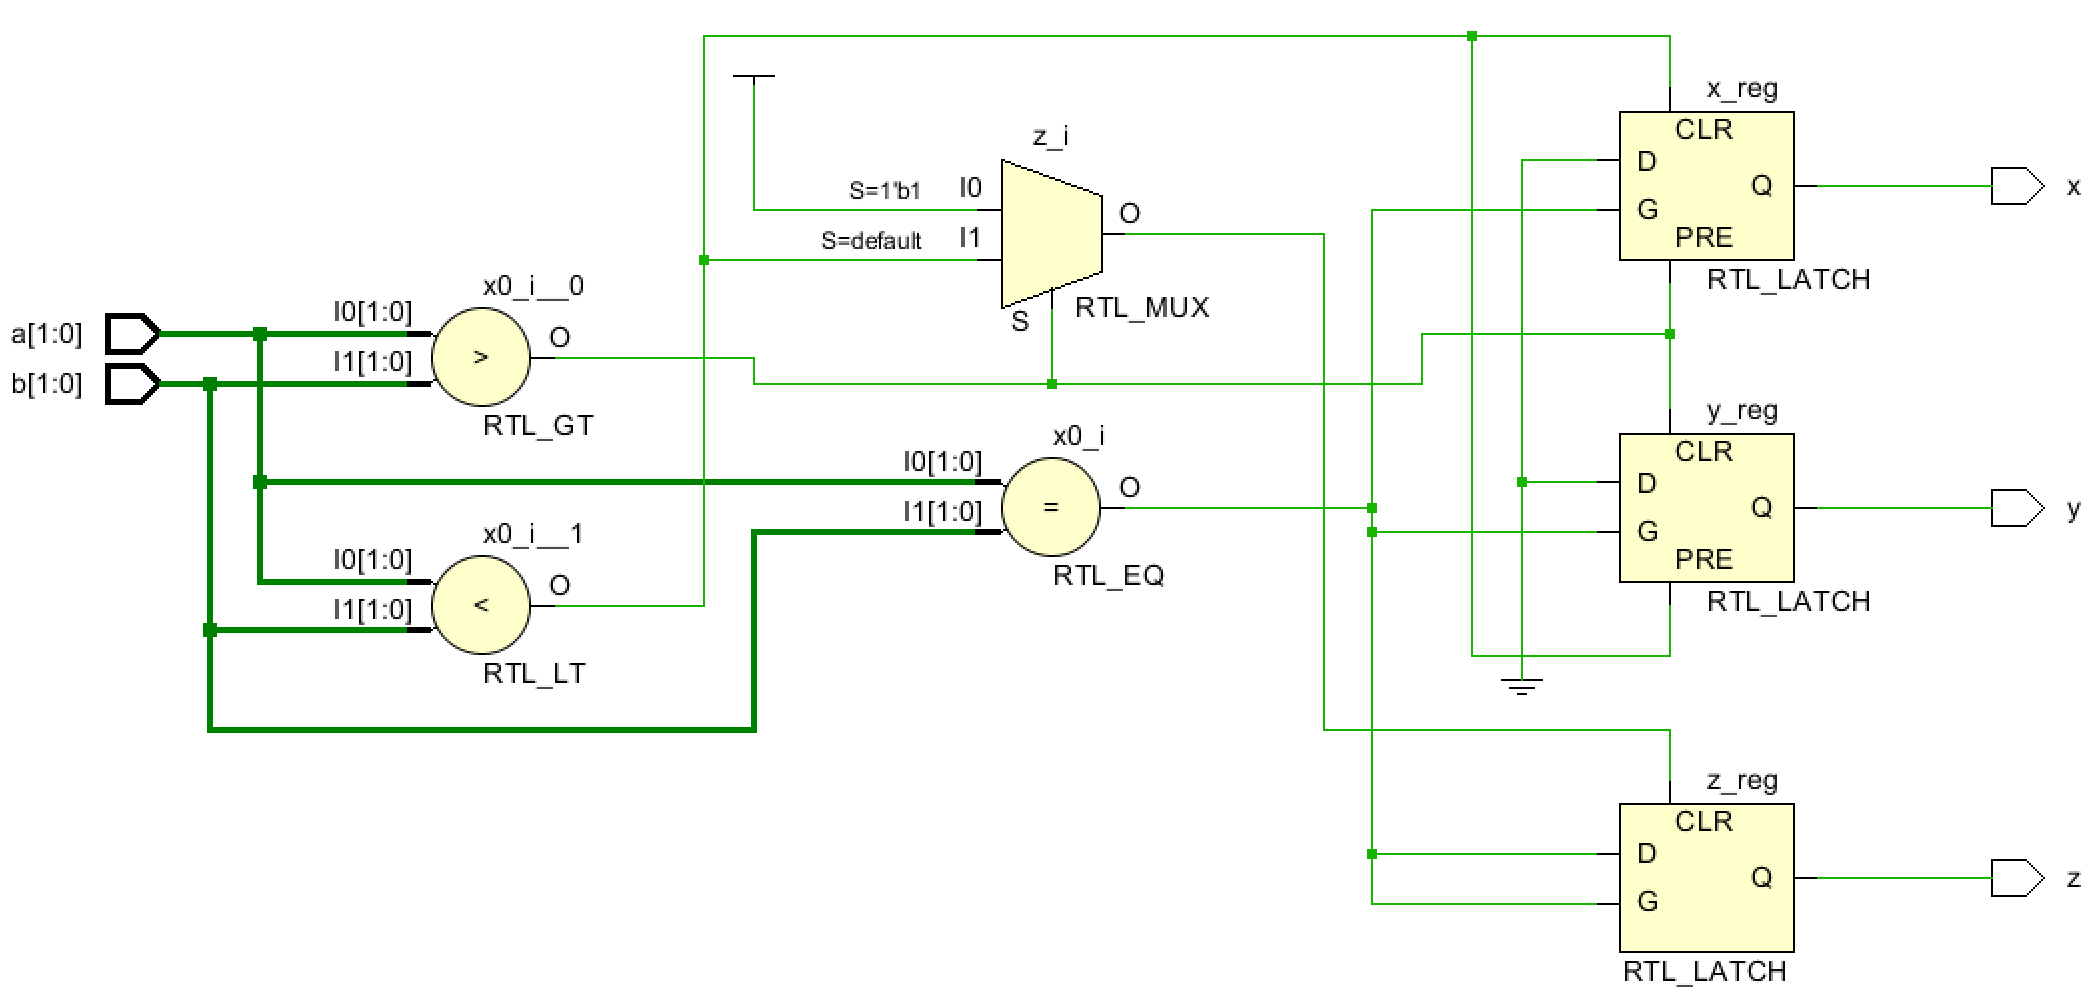 x_reg
CLR
D
Q
G
PRE
RTL_LATCH
x
z_i
S=1'b1
I0
O
S=default
I1
S
RTL_MUX
a[1:0]
b[1:0]
x0_i__0
I0[1:0]
I1[1:0]
>
O
RTL_GT
x0_i
I0[1:0]
I1[1:0]
=
O
RTL_EQ
x0_i__1
I0[1:0]
I1[1:0]
<
O
RTL_LT
y_reg
CLR
D
Q
G
PRE
RTL_LATCH
y
z_reg
CLR
D
Q
G
RTL_LATCH
z